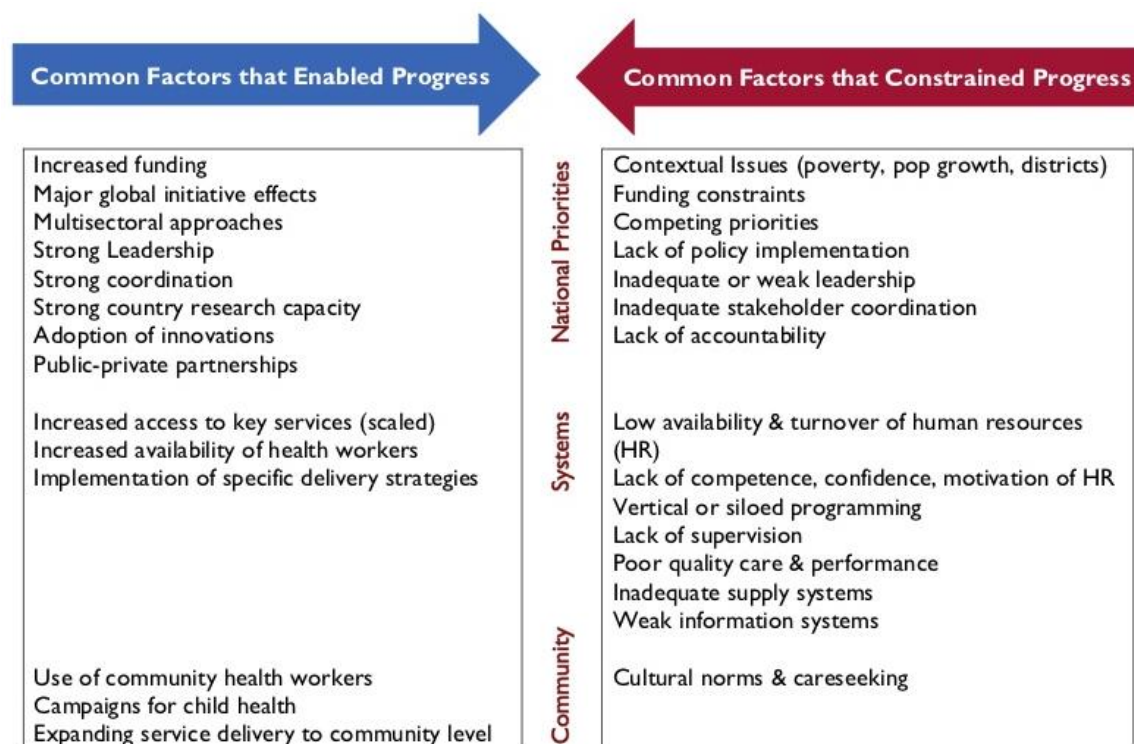 Common Factors that Enabled Progress
Common Factors that Constrained Progress
Increased funding
Major global initiative effects
Multisectoral approaches
Strong Leadership
Strong coordination
Strong country research capacity
Adoption of innovations
Public-private partnerships
Increased access to key services (scaled)
Increased availability of health workers
Implementation of specific delivery strategies
Use of community health workers
Campaigns for child health
Expanding service delivery to community level
National Priorities
Systems
Community
Contextual Issues (poverty, pop growth, districts)
Funding constraints
Competing priorities
Lack of policy implementation
Inadequate or weak leadership
Inadequate stakeholder coordination
Lack of accountability
Low availability & turnover of human resources
(HR)
Lack of competence, confidence, motivation of HR
Vertical or siloed programming
Lack of supervision
Poor quality care & performance
Inadequate supply systems
Weak information systems
Cultural norms & careseeking